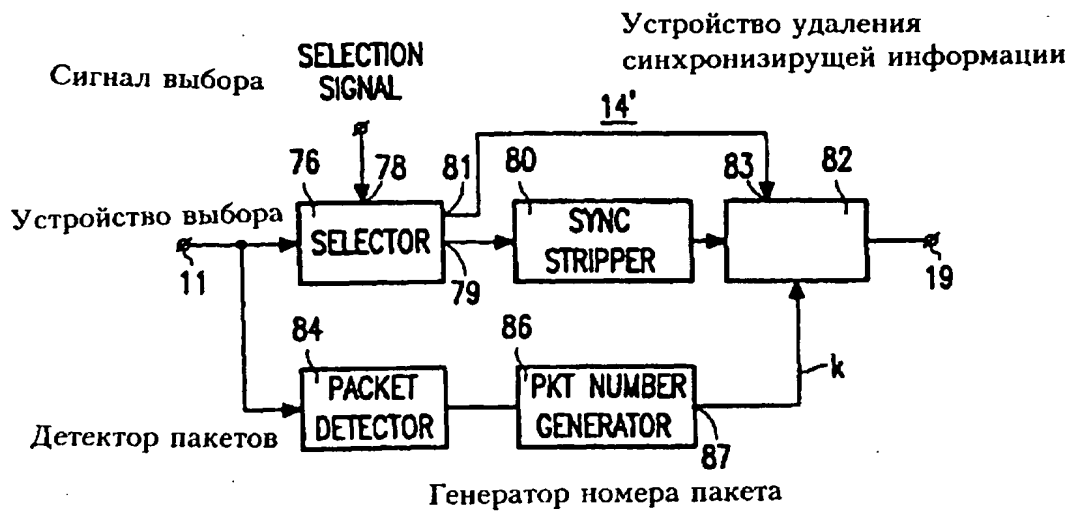 Устройство удаления
синхронизирущей информации
Сигнал выбора
SELECTION
SIGNAL
14'
76
78
81
80
83
82
Устройство выбора
SELECTOR
SYNC
STRIPPER
11
79
19
84
86
k
PACKET
DETECTOR
PKT NUMBER
GENERATOR
87
Детектор пакетов
Генератор номера пакета